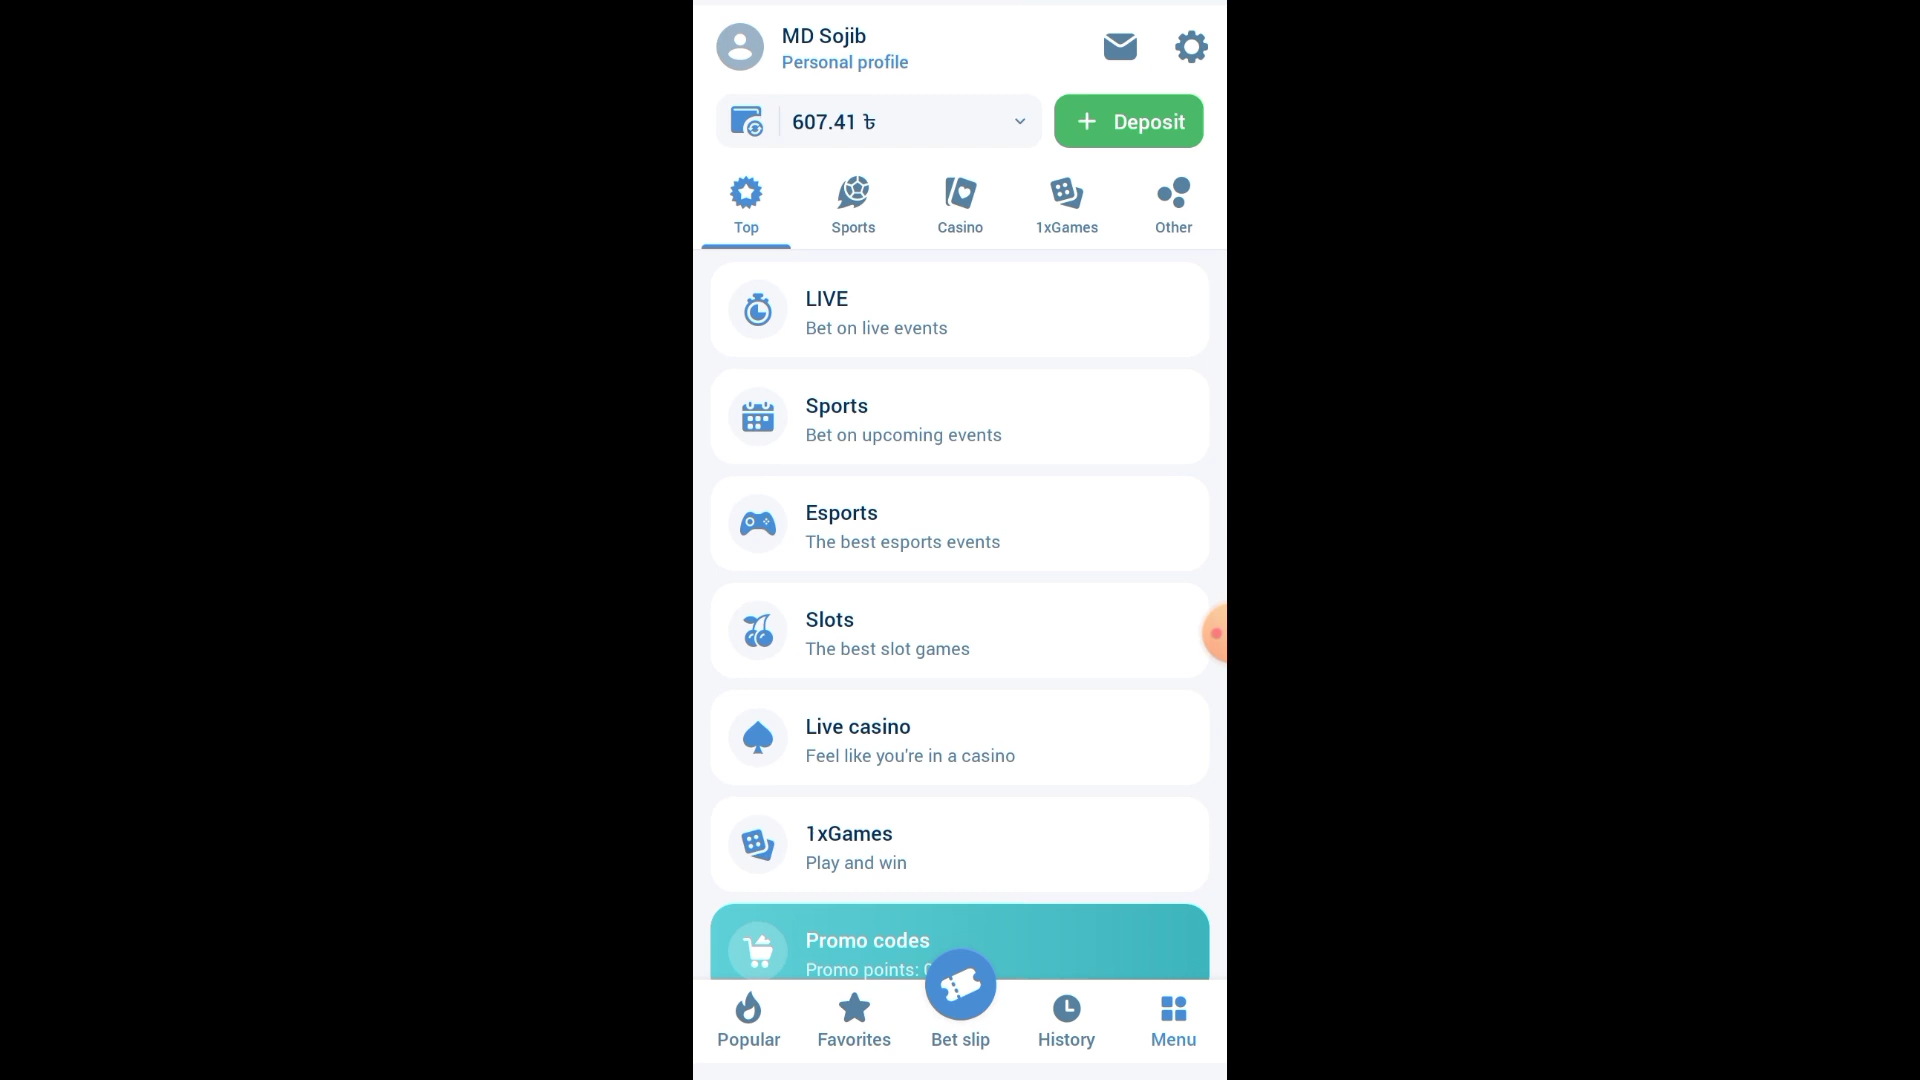 MD Sojib
Personal profile
607.41 ৳
Deposit
Top
Sports
Casino
1xGames
Other
LIVE
Bet on live events
Sports
Bet on upcoming events
Esports
The best esports events
Slots
The best slot games
Live casino
Feel like you're in a casino
1xGames
Play and win
Promo codes
Promo points:
Popular
Favorites
Bet slip
History
Menu